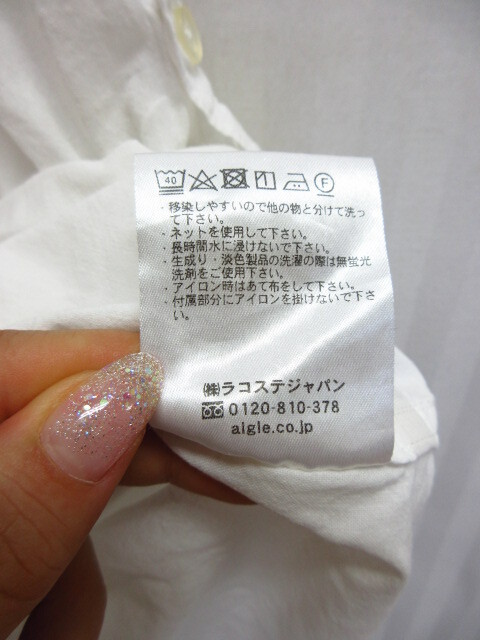 40 F
・移染しやすいので他の物と分けて洗っ
て下さい。
・ネットを使用して下さい。
・長時間水に浸けないで下さい。
・生成り・淡色製品の洗濯の際は無蛍光
洗剤をご使用下さい。
・アイロン時はあて布をして下さい。
・付属部分にアイロンを掛けないで下さ
い。
㈱ラコステジャパン
0120-810-378
aigle.co.jp